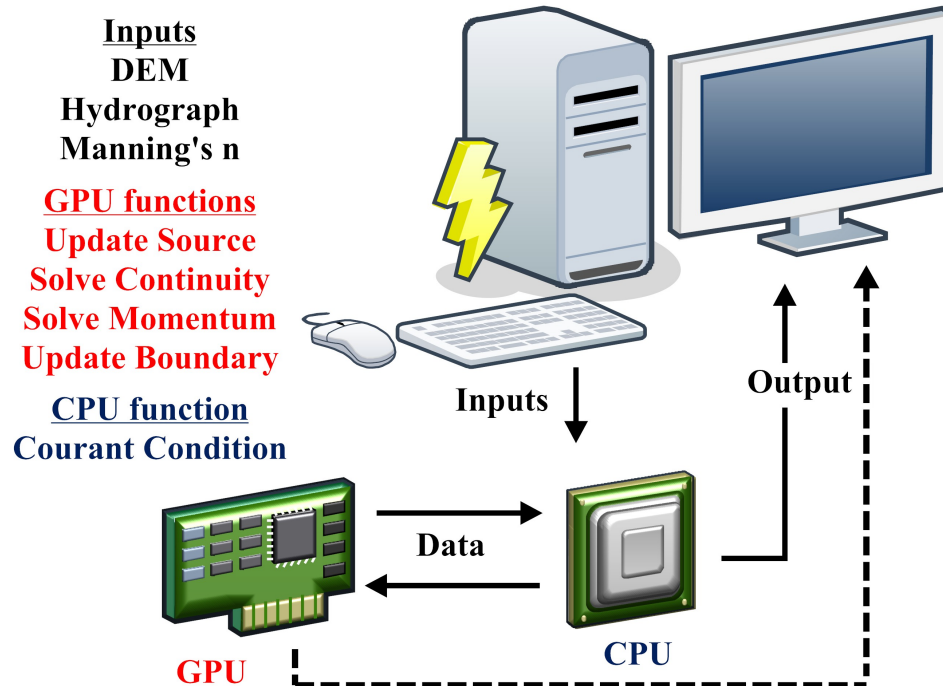 Inputs
DEM
Hydrograph
Manning's n
GPU functions
Update Source
Solve Continuity
Solve Momentum
Update Boundary
CPU function
Courant Condition
Inputs
Output
Data
GPU
CPU